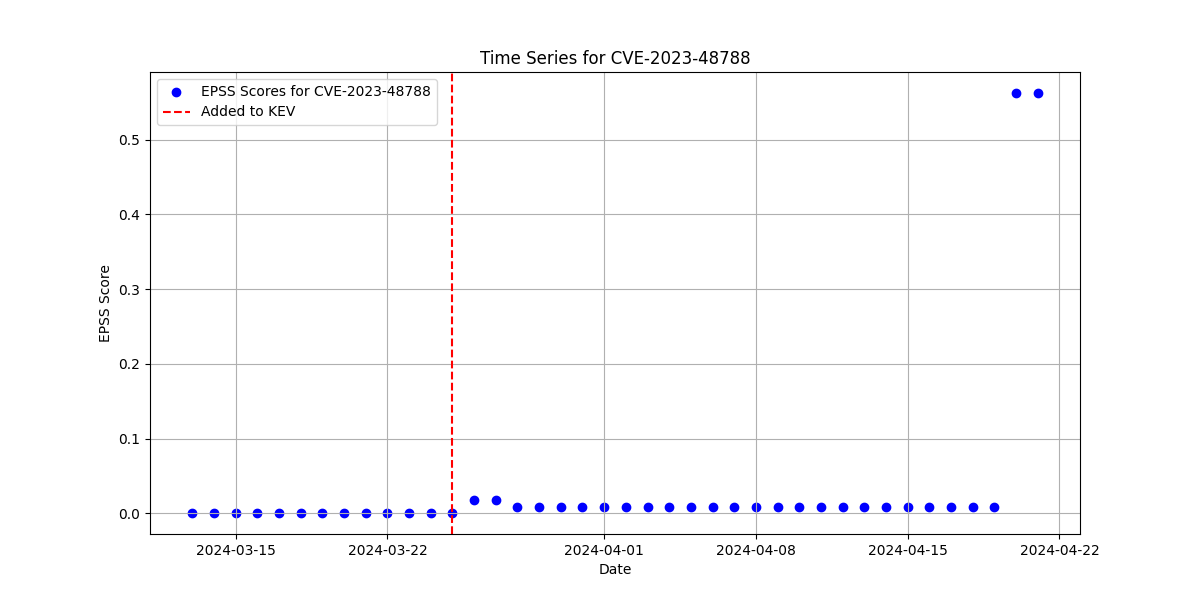 Time Series for CVE-2023-48788
EPSS Scores for CVE-2023-48788
Added to KEV
EPSS Score
0.5
0.4
0.3
0.2
0.1
0.0
2024-03-15 2024-03-22 2024-04-01 2024-04-08 2024-04-15 2024-04-22
Date